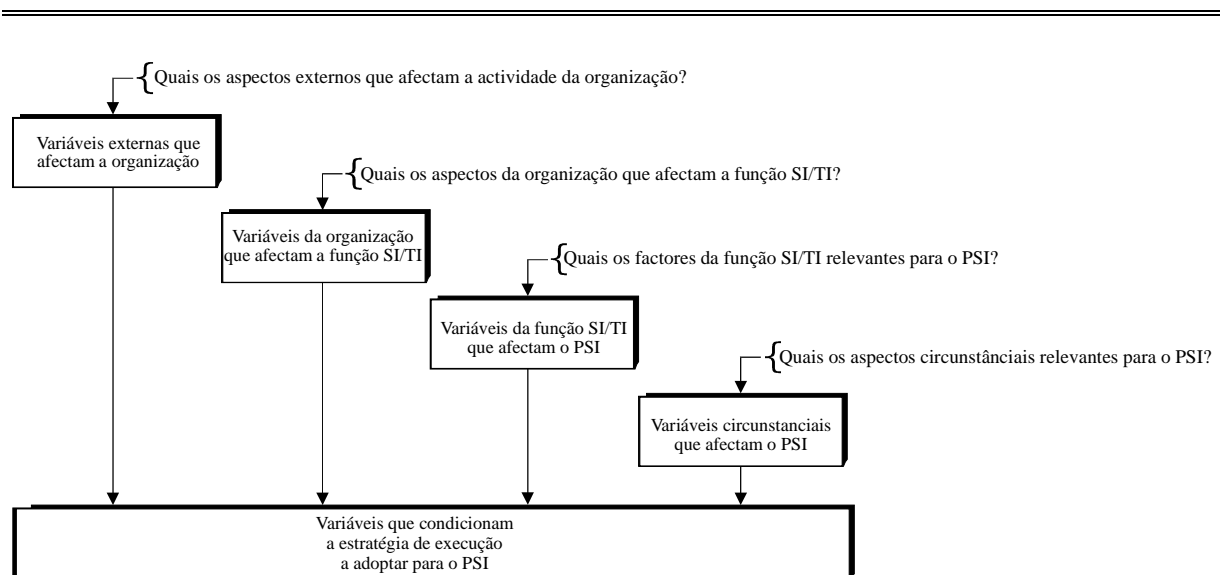 Quais os aspectos externos que afectam a actividade da organização?
Variáveis externas que
afectam a organização
Quais os aspectos da organização que afectam a função SI/TI?
Variáveis da organização
que afectam a função SI/TI
Quais os factores da função SI/TI relevantes para o PSI?
Variáveis da função SI/TI
que afectam o PSI
Quais os aspectos circunstânciais relevantes para o PSI?
Variáveis circunstanciais
que afectam o PSI
Variáveis que condicionam
a estratégia de execução
a adoptar para o PSI